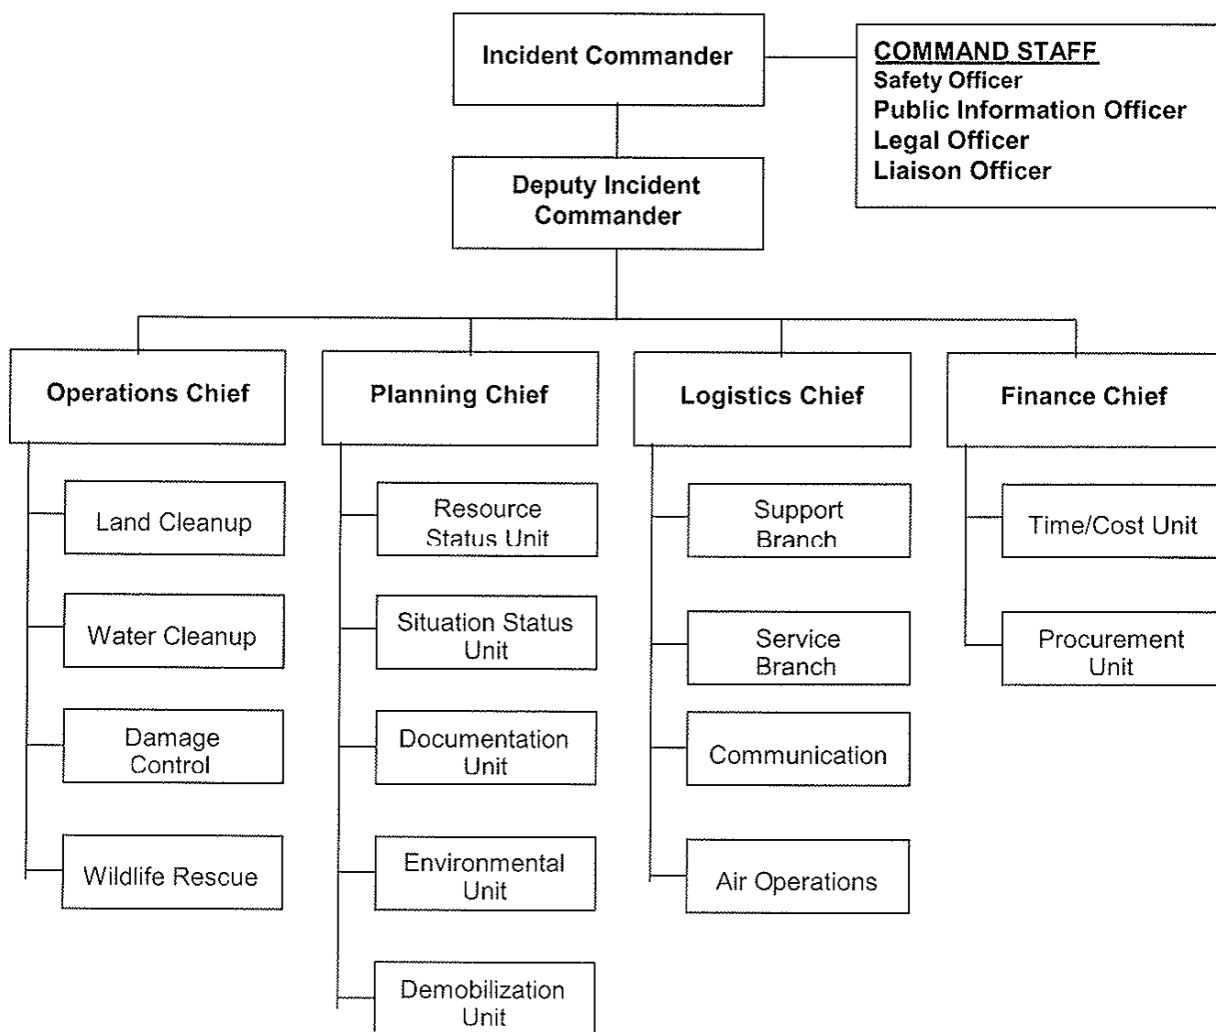 Incident Commander
COMMAND STAFF
Safety Officer
Public Information Officer
Legal Officer
Liaison Officer
Deputy Incident
Commander
Operations Chief
Land Cleanup
Water Cleanup
Damage
Control
Wildlife Rescue
Planning Chief
Resource
Status Unit
Situation Status
Unit
Documentation
Unit
Environmental
Unit
Demobilization
Unit
Logistics Chief
Support
Branch
Service
Branch
Communication
Air Operations
Finance Chief
Time/Cost Unit
Procurement
Unit